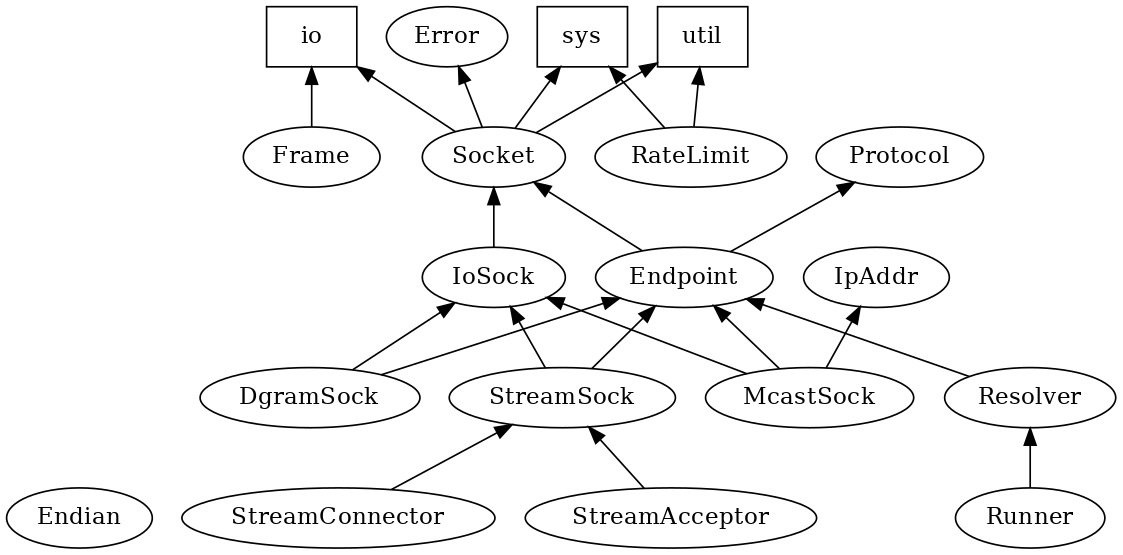 io
Error
sys
util
Frame
Socket
RateLimit
Protocol
IoSock
Endpoint
IpAddr
DgramSock
StreamSock
McastSock
Resolver
Endian
StreamConnector
StreamAcceptor
Runner